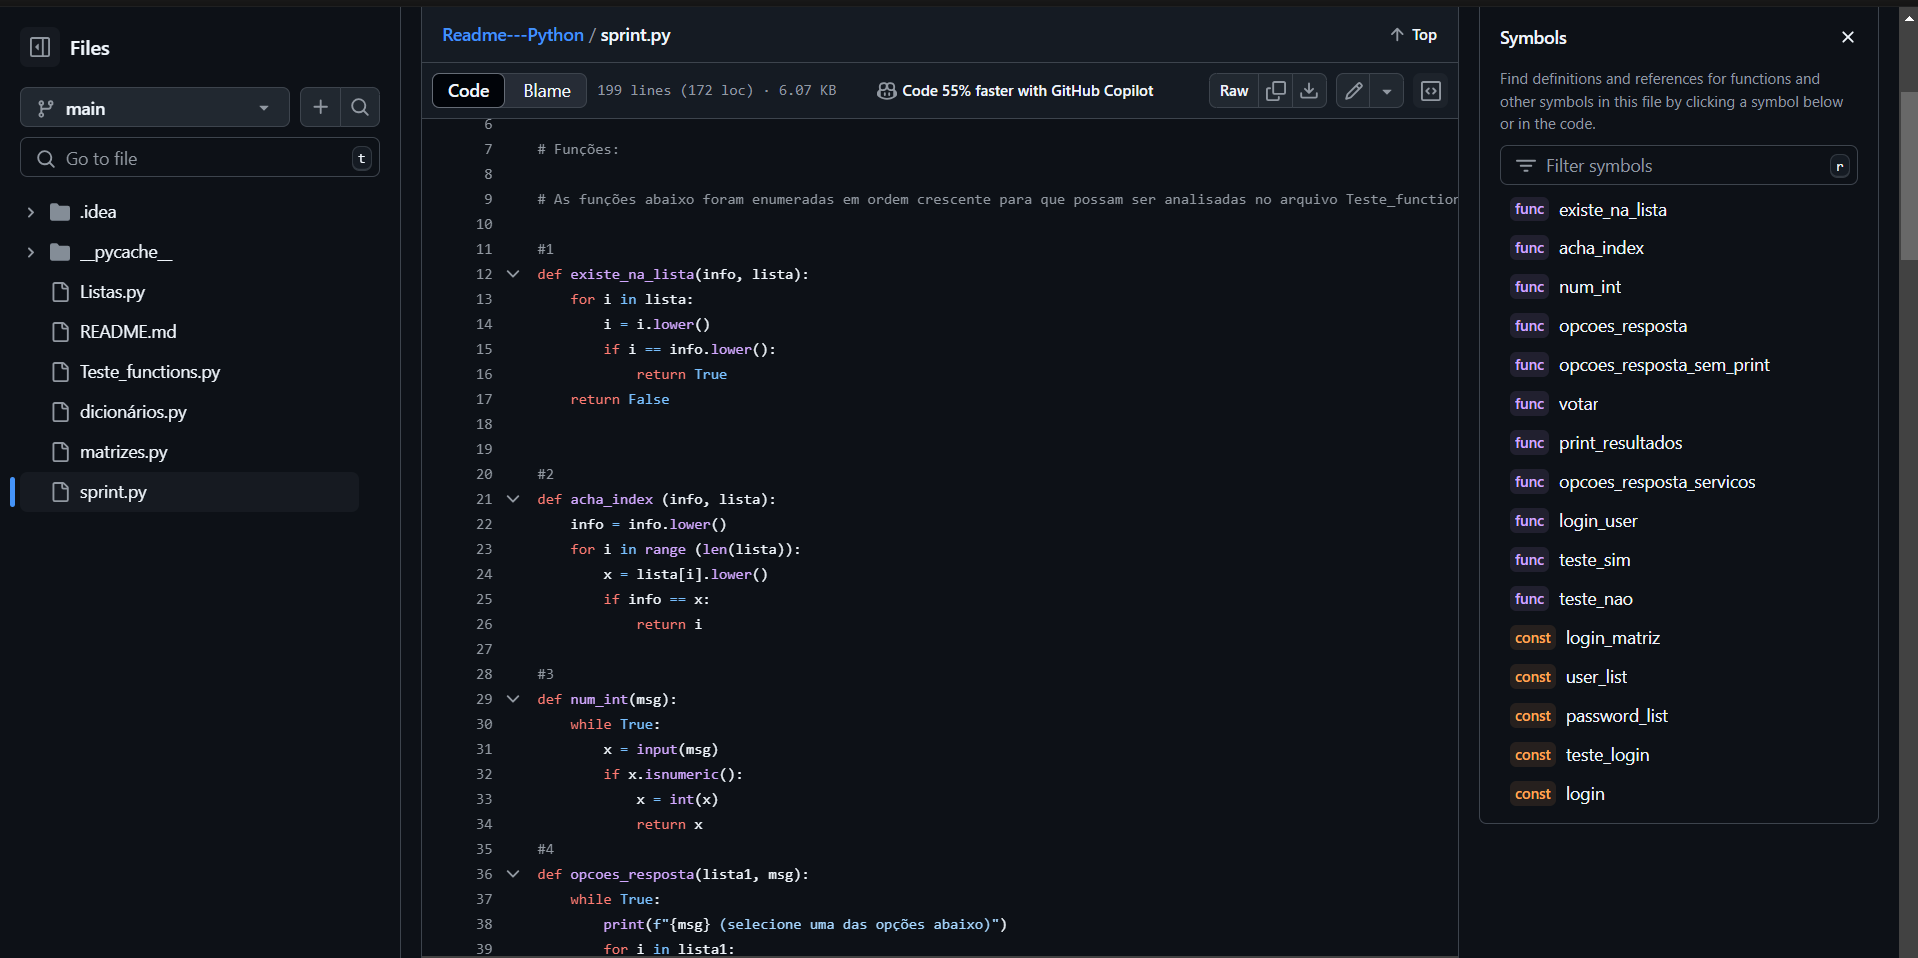 Files
main
Go to file
t
.idea
__pycache__
Listas.py
README.md
Teste_functions.py
dicionários.py
matrizes.py
sprint.py
Readme---Python / sprint.py
Top
Code Blame 199 lines (172 loc) · 6.07 KB Code 55% faster with GitHub Copilot Raw
6
7 # Funções:
8
9 # As funções abaixo foram enumeradas em ordem crescente para que possam ser analisadas no arquivo Teste_function
10
11 #1
12 def existe_na_lista(info, lista):
13 for i in lista:
14 i = i.lower()
15 if i == info.lower():
16 return True
17 return False
18
19
20 #2
21 def acha_index (info, lista):
22 info = info.lower()
23 for i in range (len(lista)):
24 x = lista[i].lower()
25 if info == x:
26 return i
27
28 #3
29 def num_int(msg):
30 while True:
31 x = input(msg)
32 if x.isnumeric():
33 x = int(x)
34 return x
35 #4
36 def opcoes_resposta(lista1, msg):
37 while True:
38 print(f"{msg} (selecione uma das opções abaixo)")
39 for i in lista1:
Symbols
Find definitions and references for functions and
other symbols in this file by clicking a symbol below
or in the code.
Filter symbols
r
func existe_na_lista
func acha_index
func num_int
func opcoes_resposta
func opcoes_resposta_sem_print
func votar
func print_resultados
func opcoes_resposta_servicos
func login_user
func teste_sim
func teste_nao
const login_matriz
const user_list
const password_list
const teste_login
const login